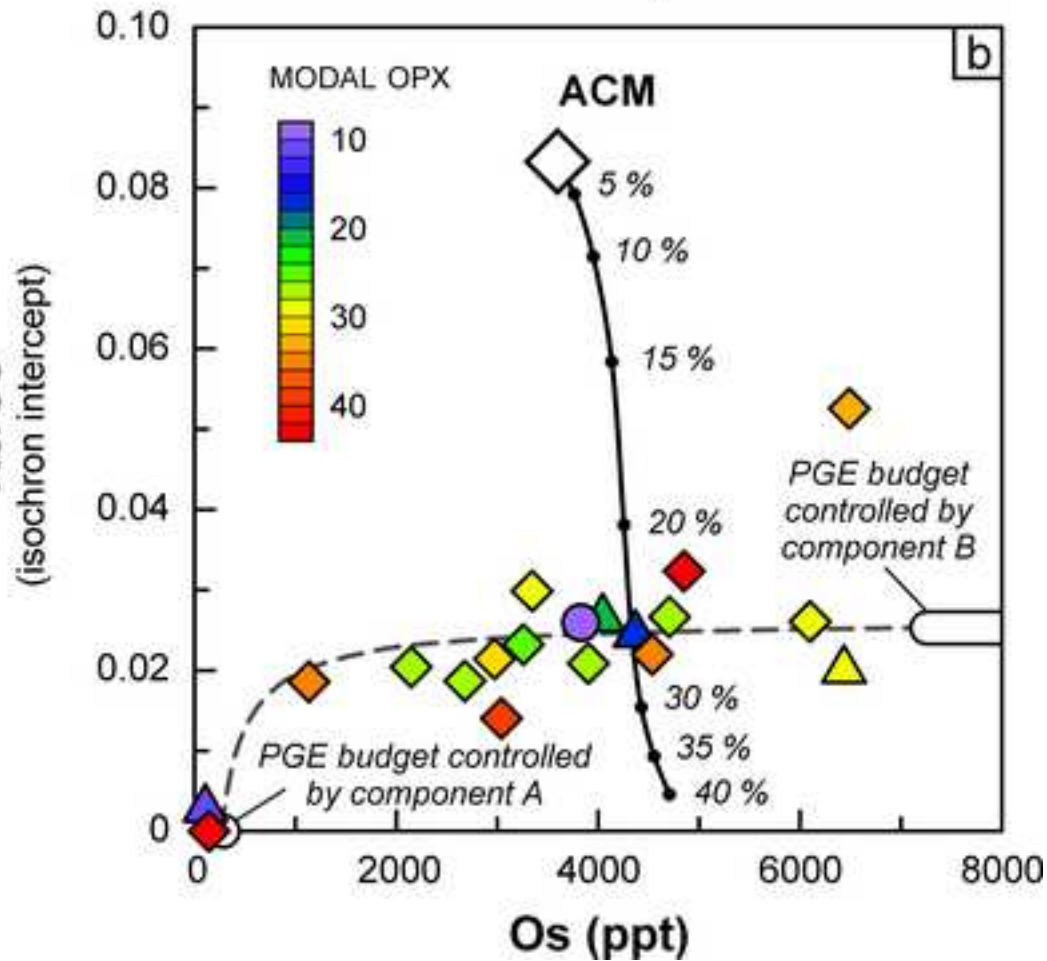 0.10
b
MODAL OPX
ACM
10
5 %
0.08
20
10 %
30
0.06
15 %
40
PGE budget
controlled by
component B
0.04
20 %
(isochron intercept)
0.02
30 %
PGE budget controlled
by component A
35 %
40 %
0
0
2000
4000
6000
8000
Os (ppt)